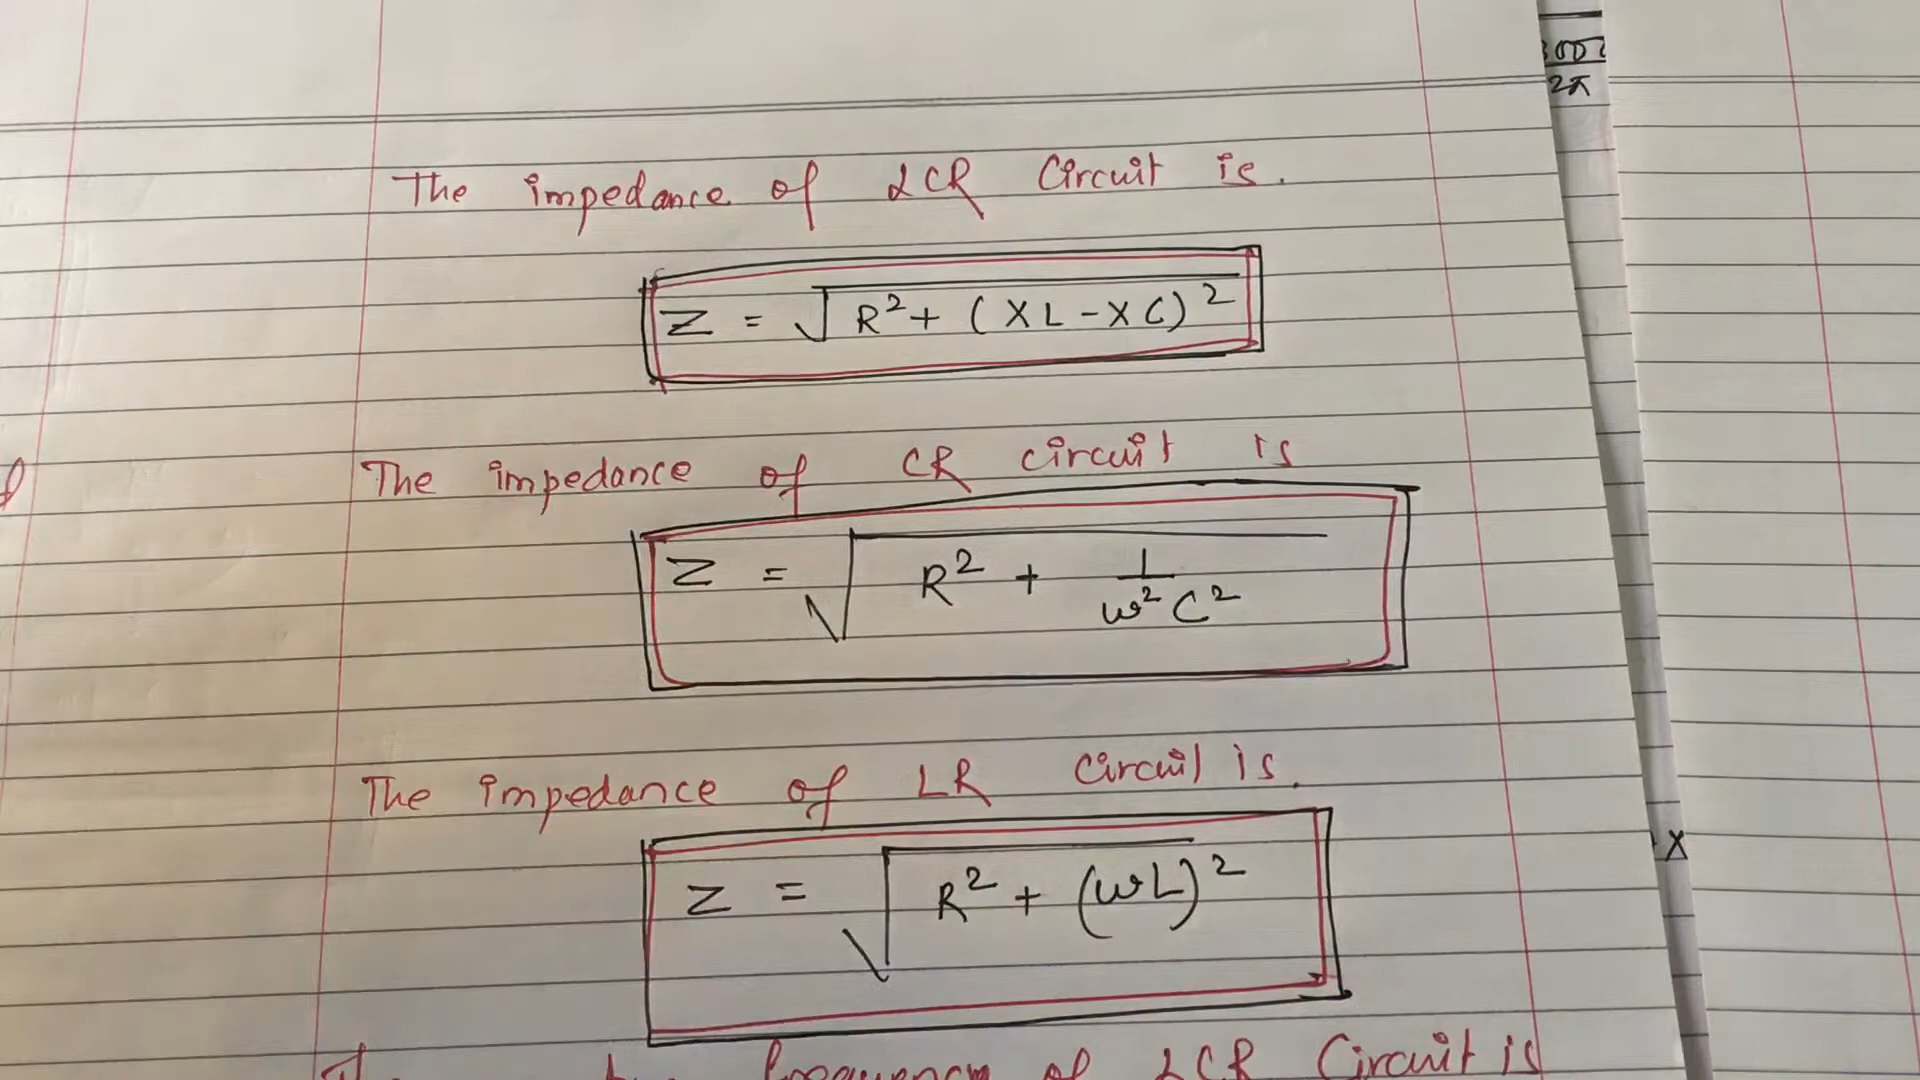 The impedance of LCR Circuit is.
Z = √R² + (XL - XC)²
The impedance of CR circuit is
Z = √R² + 1/ω²C²
The impedance of LR Circuit is.
Z = √R² + (ωL)²
frequency of LCR Circuit is
2π
X